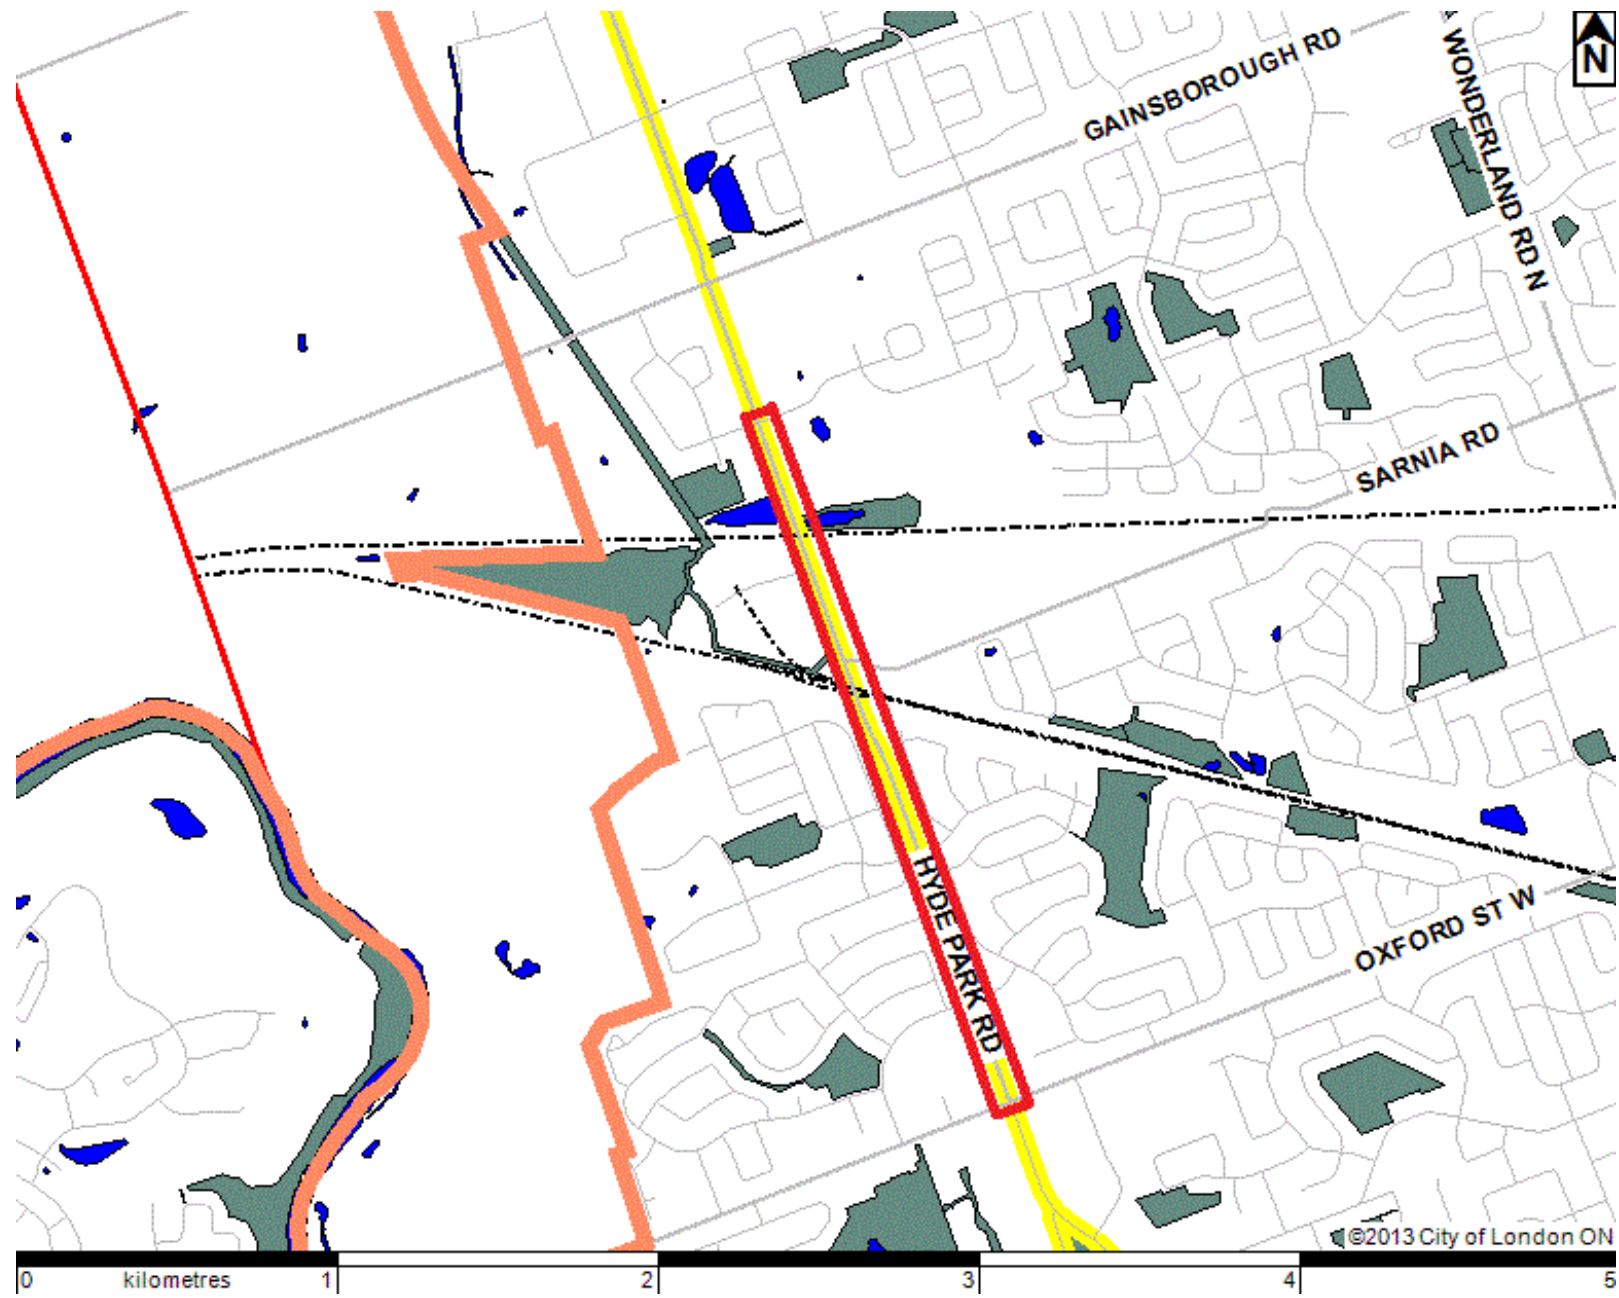 GAINSBOROUGH RD
WONDERLAND RD N
N
SARNIA RD
HYDE PARK RD
OXFORD ST W
©2013 City of London ON
0 kilometres 1 2 3 4 5